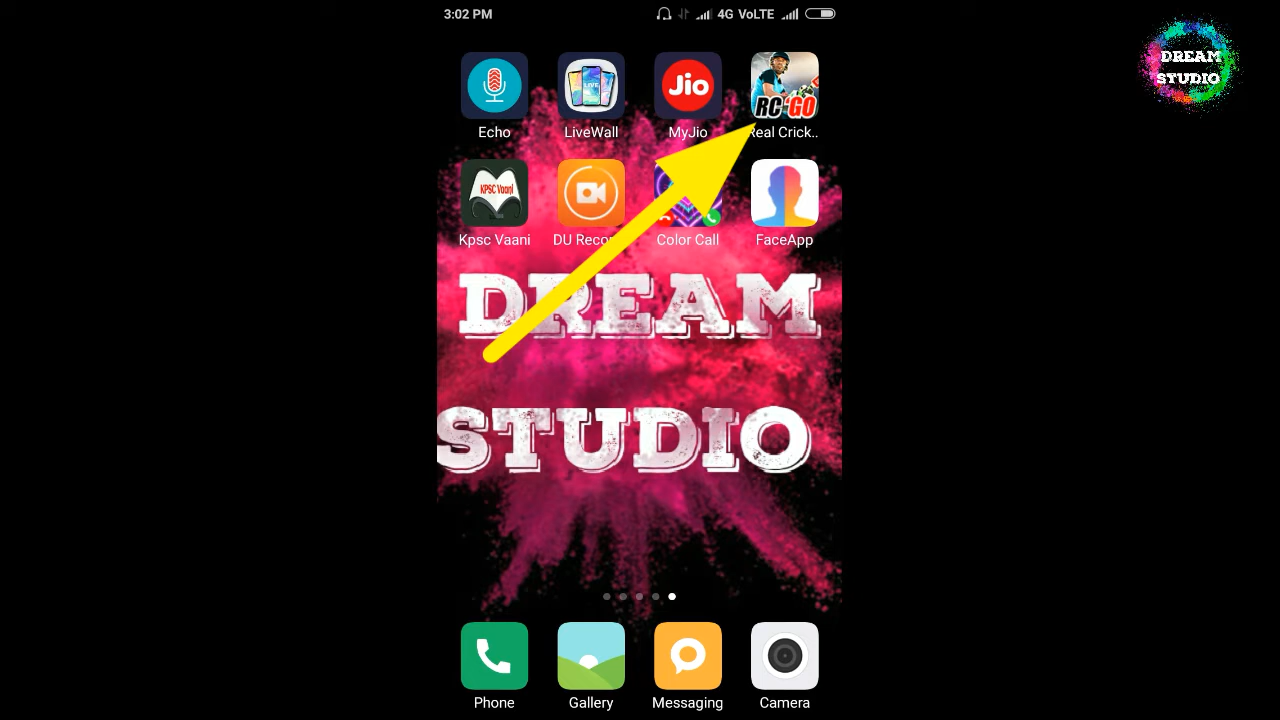 3:02 PM
4G VoLTE
DREAM
STUDIO
LIVE
Jio
RC GO
Echo
LiveWall
MyJio
Real Crick..
KPSC Vaani
Kpsc Vaani
DU Reco
Color Call
FaceApp
DREAM
STUDIO
Phone
Gallery
Messaging
Camera